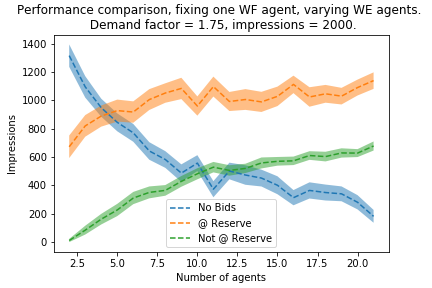 Performance comparison, fixing one WF agent, varying WE agents.
Demand factor = 1.75, impressions = 2000.
1400
1200
1000
800
600
400
200
0
Impressions
No Bids
@ Reserve
Not @ Reserve
2.5 5.0 7.5 10.0 12.5 15.0 17.5 20.0
Number of agents